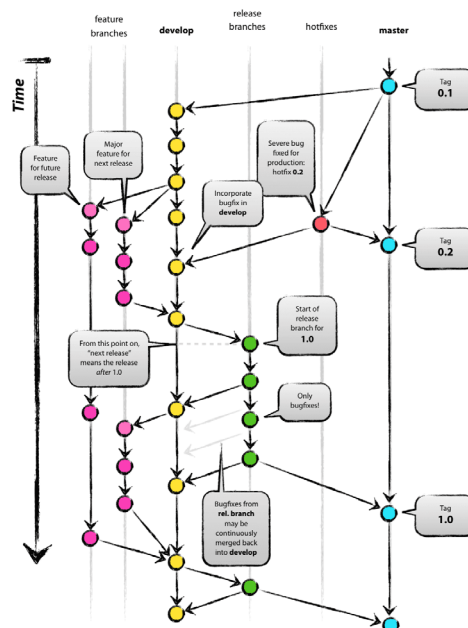 feature
branches
develop
release
branches
hotfixes
master
Time
Tag
0.1
Feature
for future
release
Major
feature for
next release
Severe bug
fixed for
production:
hotfix 0.2
Incorporate
bugfix in
develop
Tag
0.2
Start of
release
branch for
1.0
From this point on,
“next release”
means the release
after 1.0
Only
bugfixes!
Bugfixes from
rel. branch
may be
continuously
merged back
into develop
Tag
1.0